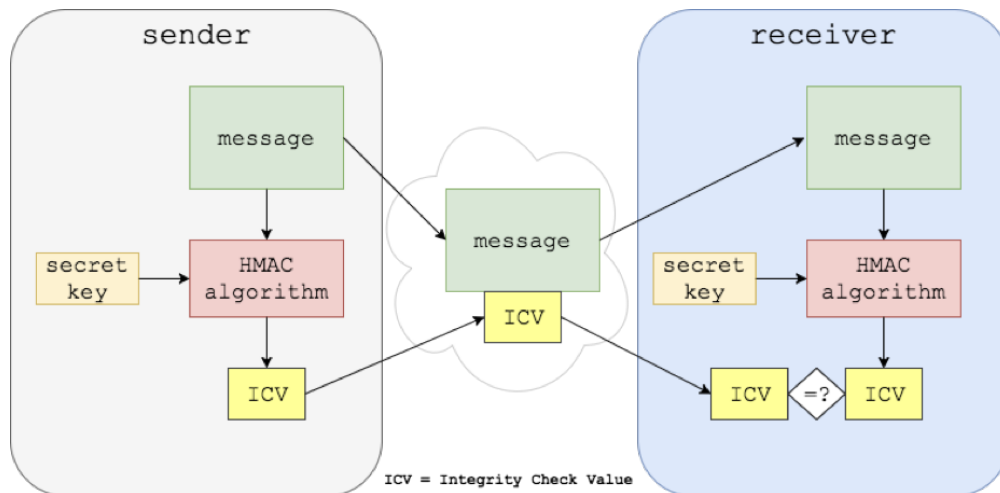 sender
message
secret
key
HMAC
algorithm
ICV
message
ICV
receiver
message
secret
key
HMAC
algorithm
ICV
=?
ICV
ICV = Integrity Check Value